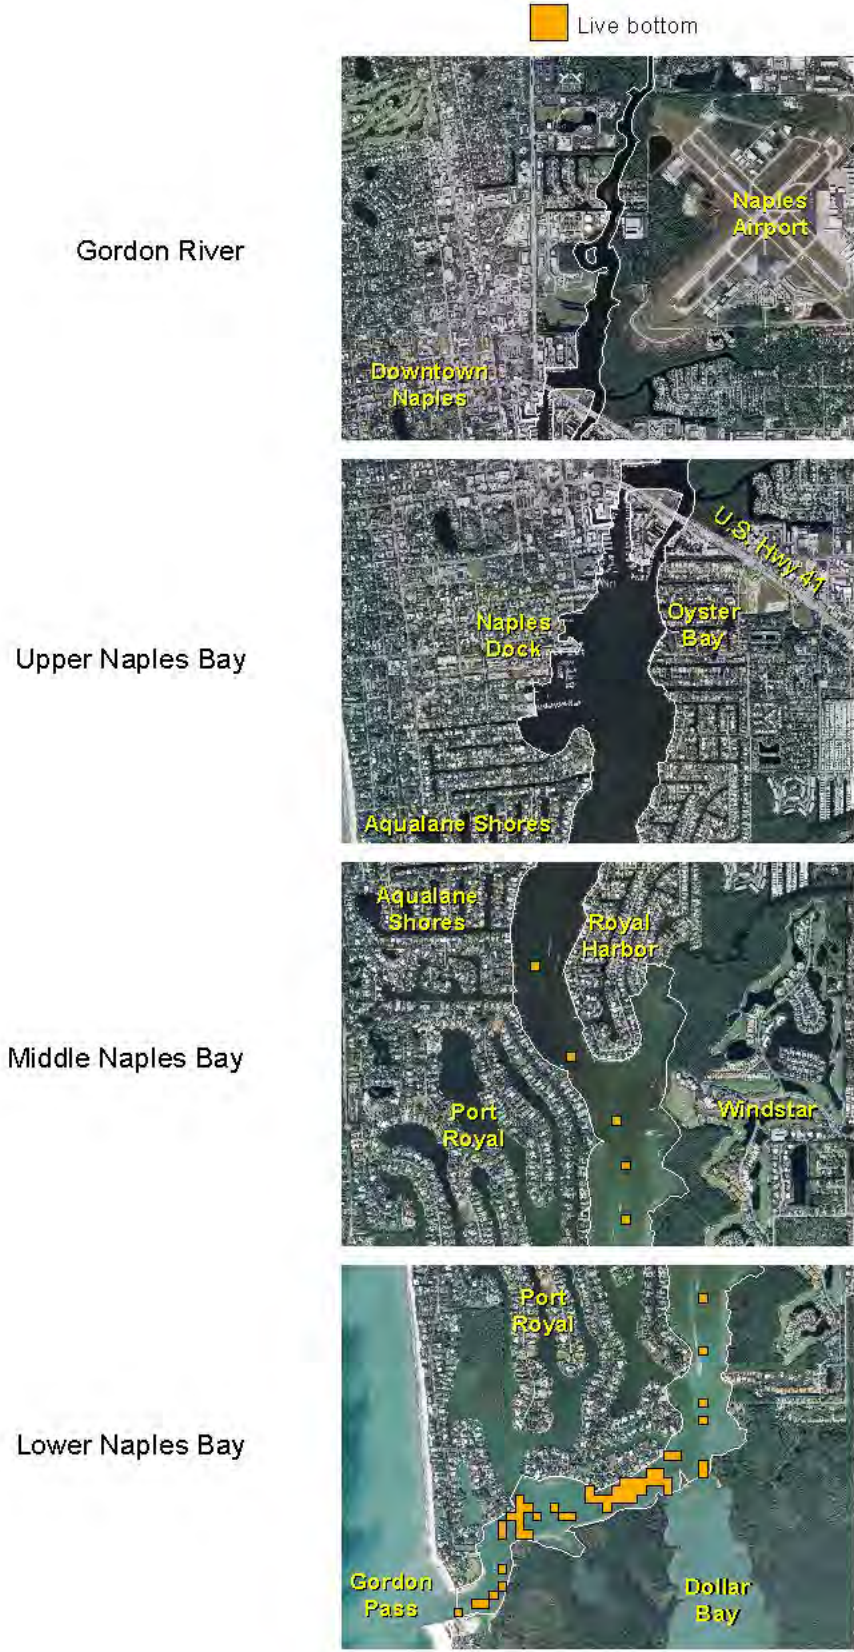 Live bottom
Gordon River
Naples
Airport
Downtown
Naples
Upper Naples Bay
U.S. Hwy 41
Naples
Dock
Oyster
Bay
Aqualane Shores
Middle Naples Bay
Aqualane
Shores
Royal
Harbor
Port
Royal
Windstar
Lower Naples Bay
Port
Royal
Gordon
Pass
Dollar
Bay